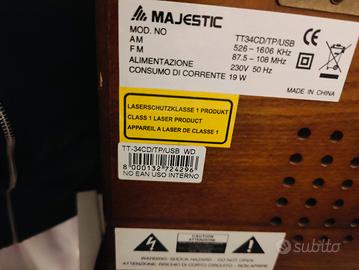 MAJESTIC
MOD. NO TT34CD/TP/USB
AM 526 - 1606 KHz
FM 87.5 - 108 MHz
ALIMENTAZIONE 230V 50 Hz
CONSUMO DI CORRENTE 19 W
MADE IN CHINA
LASERSCHUTZKLASSE 1 PRODUKT
CLASS 1 LASER PRODUCT
APPAREIL A LASER DE CLASSE 1
TT-34CD/TP/USB WD
8 000132 724296
NO EAN USO INTERNO
CAUTION
ATTENZIONE
WARNING: SHOCK HAZARD - DO NOT OPEN
ATTENZIONE: RISCHIO DI CORTO CIRCUITO - NON APRIRE
subito